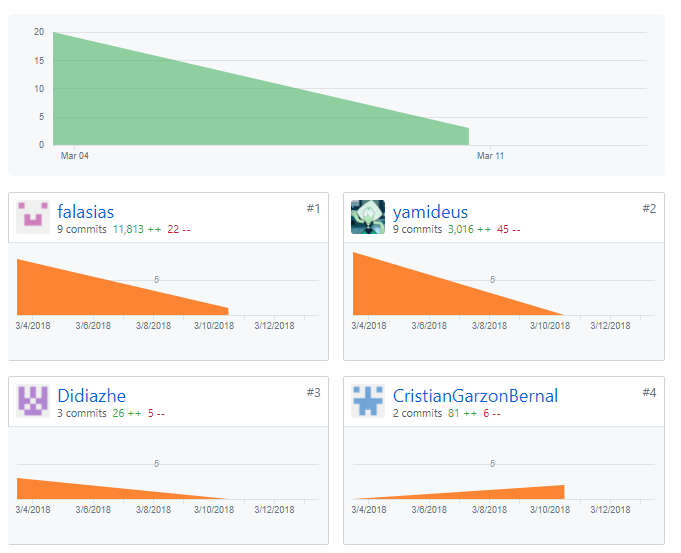 20
15
10
5
0
Mar 04 Mar 11
falasias #1
9 commits 11,813 ++ 22 --
5
3/4/2018 3/6/2018 3/8/2018 3/10/2018 3/12/2018
yamideus #2
9 commits 3,016 ++ 45 --
5
3/4/2018 3/6/2018 3/8/2018 3/10/2018 3/12/2018
Didiazhe #3
3 commits 26 ++ 5 --
5
3/4/2018 3/6/2018 3/8/2018 3/10/2018 3/12/2018
CristianGarzonBernal #4
2 commits 81 ++ 6 --
5
3/4/2018 3/6/2018 3/8/2018 3/10/2018 3/12/2018